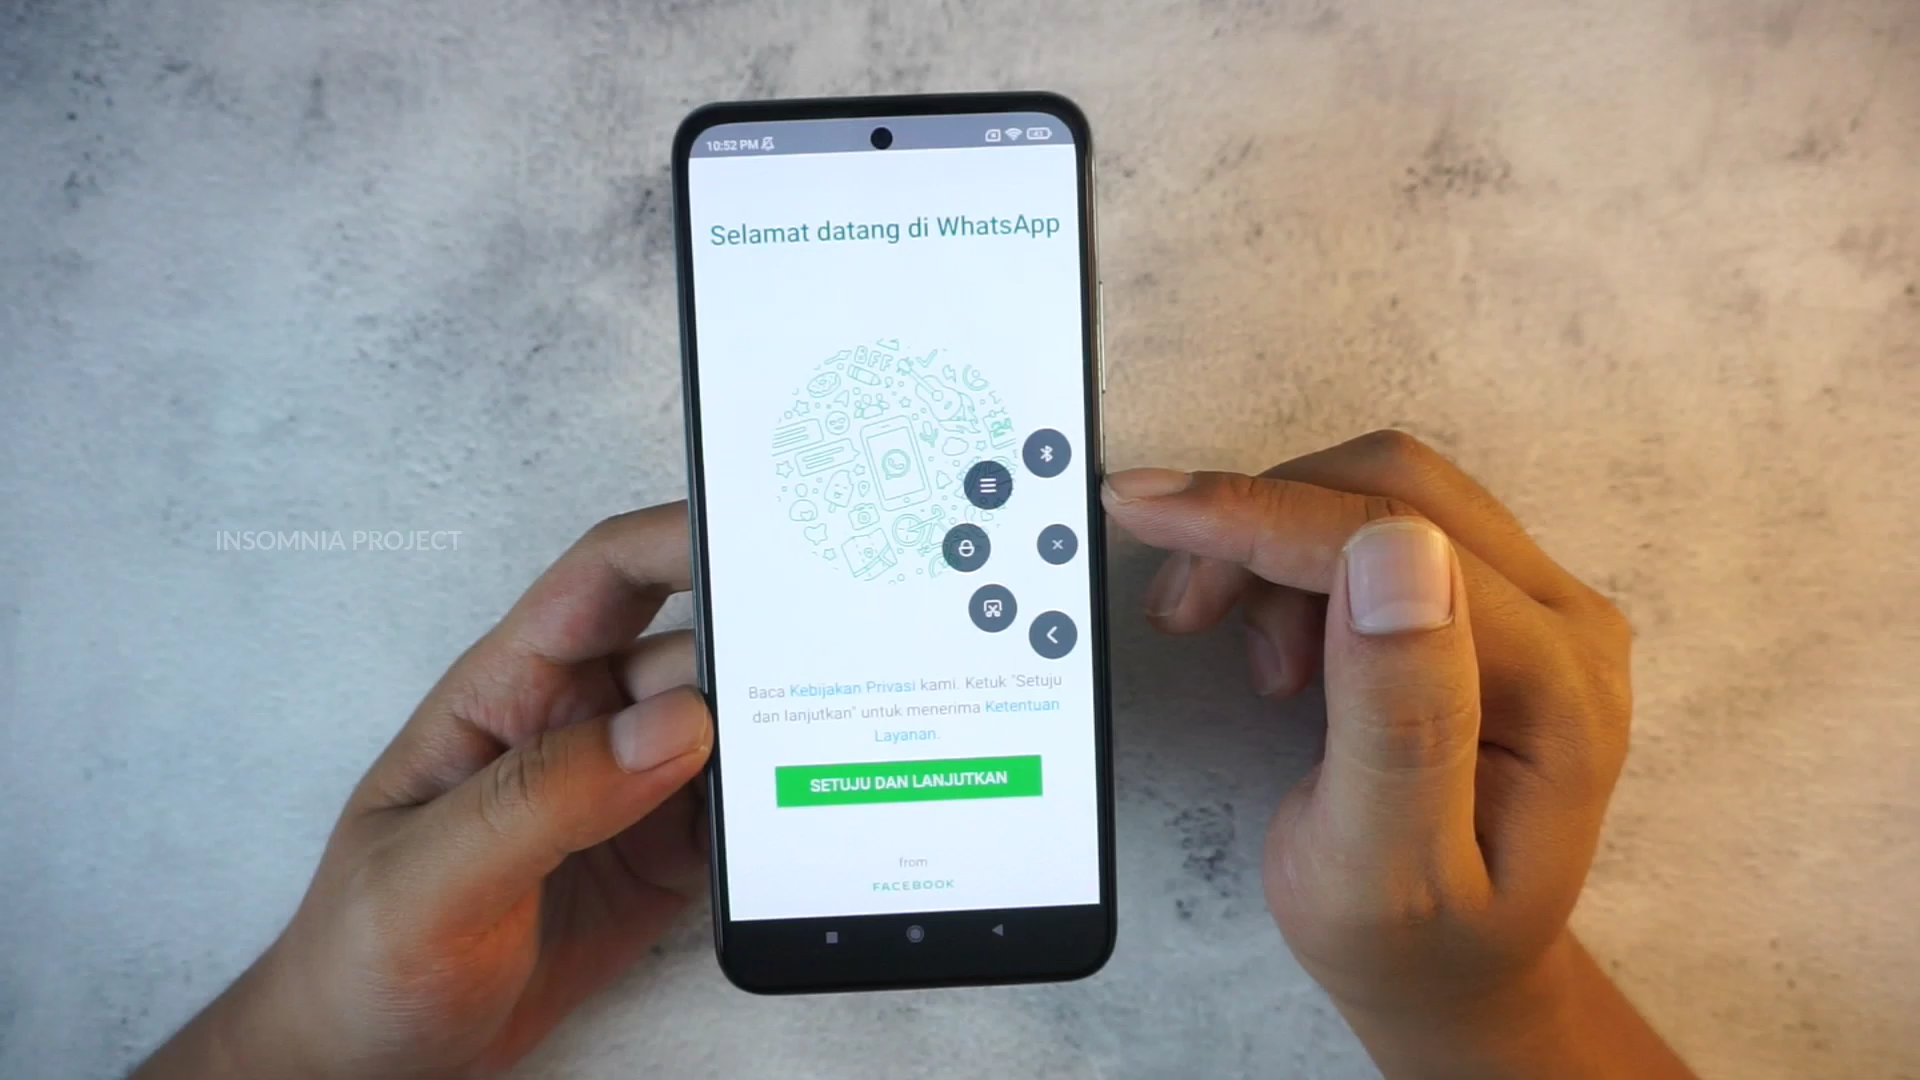 10:52 PM
Selamat datang di WhatsApp
BFF
INSOMNIA PROJECT
Baca Kebijakan Privasi kami. Ketuk "Setuju
dan lanjutkan" untuk menerima Ketentuan
Layanan.
SETUJU DAN LANJUTKAN
from
FACEBOOK